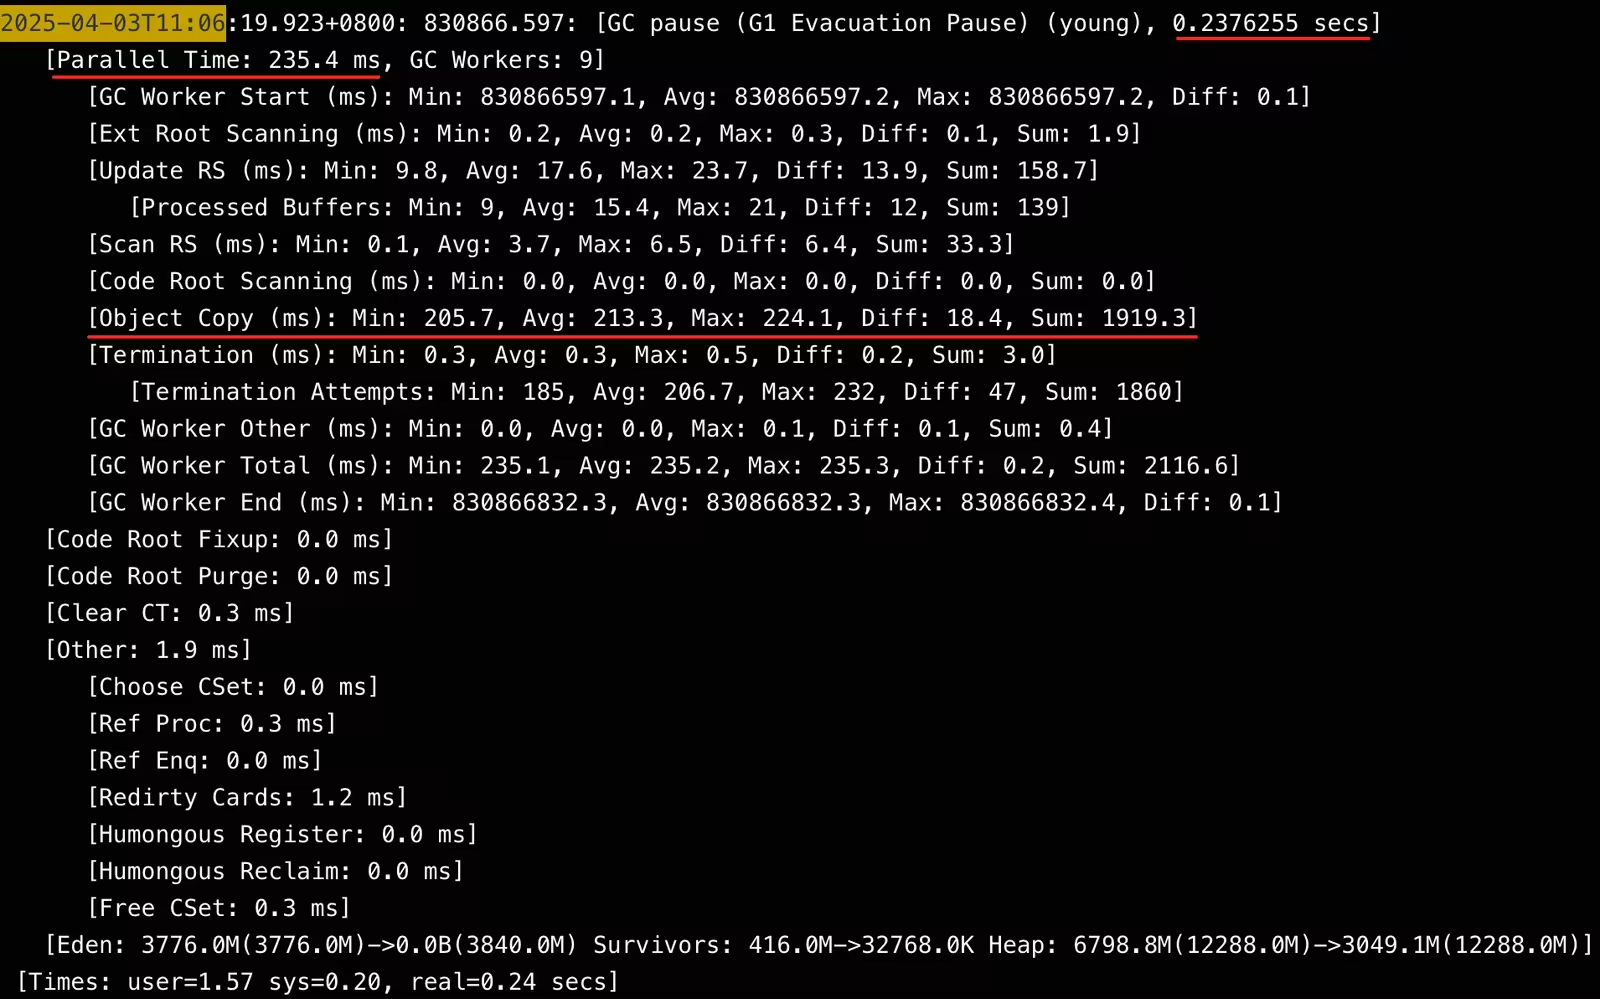 2025-04-03T11:06:19.923+0800: 830866.597: [GC pause (G1 Evacuation Pause) (young), 0.2376255 secs]
[Parallel Time: 235.4 ms, GC Workers: 9]
[GC Worker Start (ms): Min: 830866597.1, Avg: 830866597.2, Max: 830866597.2, Diff: 0.1]
[Ext Root Scanning (ms): Min: 0.2, Avg: 0.2, Max: 0.3, Diff: 0.1, Sum: 1.9]
[Update RS (ms): Min: 9.8, Avg: 17.6, Max: 23.7, Diff: 13.9, Sum: 158.7]
[Processed Buffers: Min: 9, Avg: 15.4, Max: 21, Diff: 12, Sum: 139]
[Scan RS (ms): Min: 0.1, Avg: 3.7, Max: 6.5, Diff: 6.4, Sum: 33.3]
[Code Root Scanning (ms): Min: 0.0, Avg: 0.0, Max: 0.0, Diff: 0.0, Sum: 0.0]
[Object Copy (ms): Min: 205.7, Avg: 213.3, Max: 224.1, Diff: 18.4, Sum: 1919.3]
[Termination (ms): Min: 0.3, Avg: 0.3, Max: 0.5, Diff: 0.2, Sum: 3.0]
[Termination Attempts: Min: 185, Avg: 206.7, Max: 232, Diff: 47, Sum: 1860]
[GC Worker Other (ms): Min: 0.0, Avg: 0.0, Max: 0.1, Diff: 0.1, Sum: 0.4]
[GC Worker Total (ms): Min: 235.1, Avg: 235.2, Max: 235.3, Diff: 0.2, Sum: 2116.6]
[GC Worker End (ms): Min: 830866832.3, Avg: 830866832.3, Max: 830866832.4, Diff: 0.1]
[Code Root Fixup: 0.0 ms]
[Code Root Purge: 0.0 ms]
[Clear CT: 0.3 ms]
[Other: 1.9 ms]
[Choose CSet: 0.0 ms]
[Ref Proc: 0.3 ms]
[Ref Enq: 0.0 ms]
[Redirty Cards: 1.2 ms]
[Humongous Register: 0.0 ms]
[Humongous Reclaim: 0.0 ms]
[Free CSet: 0.3 ms]
[Eden: 3776.0M(3776.0M)->0.0B(3840.0M) Survivors: 416.0M->32768.0K Heap: 6798.8M(12288.0M)->3049.1M(12288.0M)]
[Times: user=1.57 sys=0.20, real=0.24 secs]